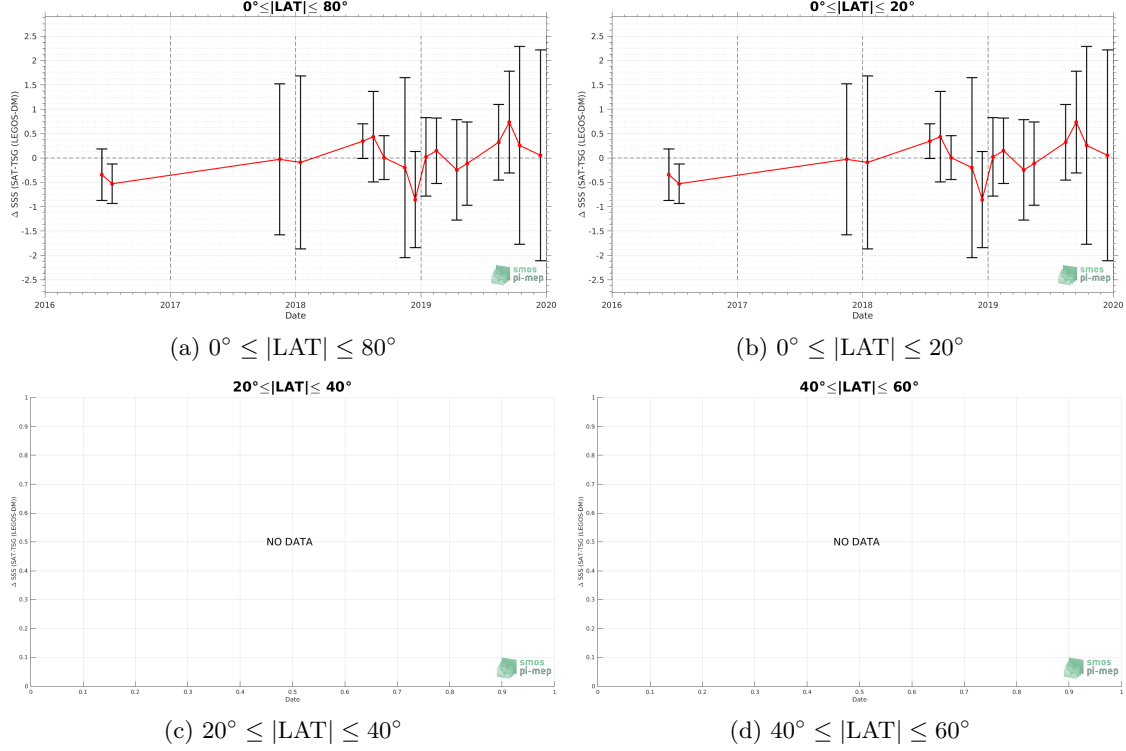 0°≤|LAT|≤ 80°
2.5
2
1.5
1
0.5
0
-0.5
-1
-1.5
-2
-2.5
Δ SSS (SAT-TSG (LEGOS-DM))
2016
2017
2018
2019
2020
Date
smos
pi-mep
(a) 0° ≤ |LAT| ≤ 80°
0°≤|LAT|≤ 20°
2.5
2
1.5
1
0.5
0
-0.5
-1
-1.5
-2
-2.5
Δ SSS (SAT-TSG (LEGOS-DM))
2016
2017
2018
2019
2020
Date
smos
pi-mep
(b) 0° ≤ |LAT| ≤ 20°
20°≤|LAT|≤ 40°
1
0.9
0.8
0.7
0.6
0.5
0.4
0.3
0.2
0.1
0
Δ SSS (SAT-TSG (LEGOS-DM))
NO DATA
0
0.1
0.2
0.3
0.4
0.5
0.6
0.7
0.8
0.9
1
Date
smos
pi-mep
(c) 20° ≤ |LAT| ≤ 40°
40°≤|LAT|≤ 60°
1
0.9
0.8
0.7
0.6
0.5
0.4
0.3
0.2
0.1
0
Δ SSS (SAT-TSG (LEGOS-DM))
NO DATA
0
0.1
0.2
0.3
0.4
0.5
0.6
0.7
0.8
0.9
1
Date
smos
pi-mep
(d) 40° ≤ |LAT| ≤ 60°